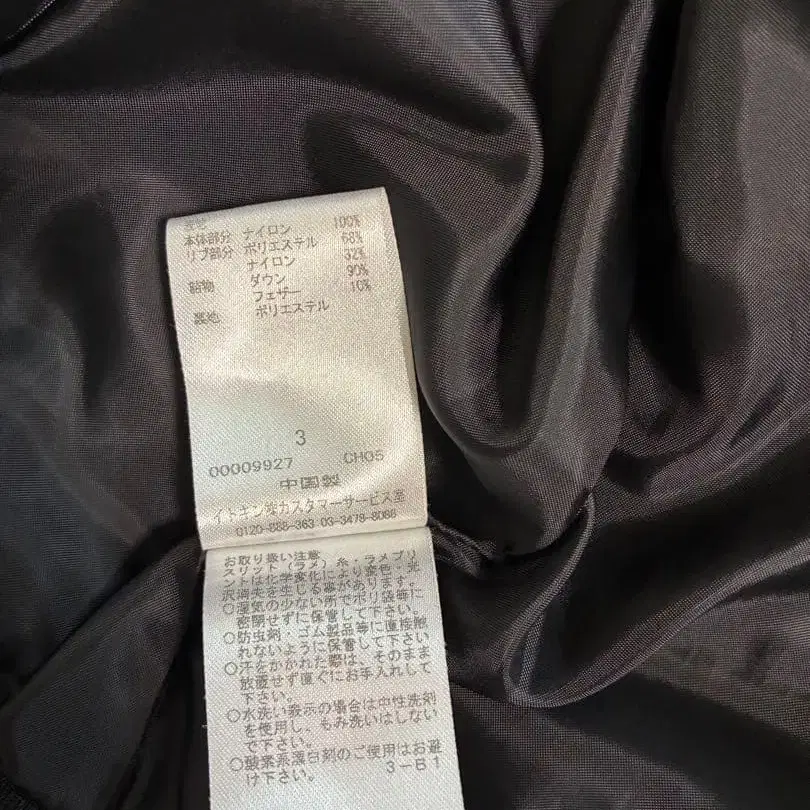 表地
本体部分 ナイロン 100%
リブ部分 ポリエステル 68%
ナイロン 32%
詰物 ダウン 90%
フェザー 10%
裏地 ポリエステル
3
00009927 CH05
中国製
イトキン㈱カスタマーサービス室
0120-888-363 03-3478-8088
お取り扱い注意
スリット(ラメ)糸・ラメプリ
ントは化学変化により変色・光
沢消失を生じる事があります。
○湿気の少ない所でポリ袋等に
密閉せずに保管して下さい。
○防虫剤・ゴム製品等に直接触
れないように保管して下さい
○汗をかかれた際は、そのまま
放置せず直ぐにお手入れして
下さい。
○水洗い表示の場合は中性洗剤
を使用し、もみ洗いはしない
で下さい。
○酸素系漂白剤のご使用はお避
け下さい。 3-B1